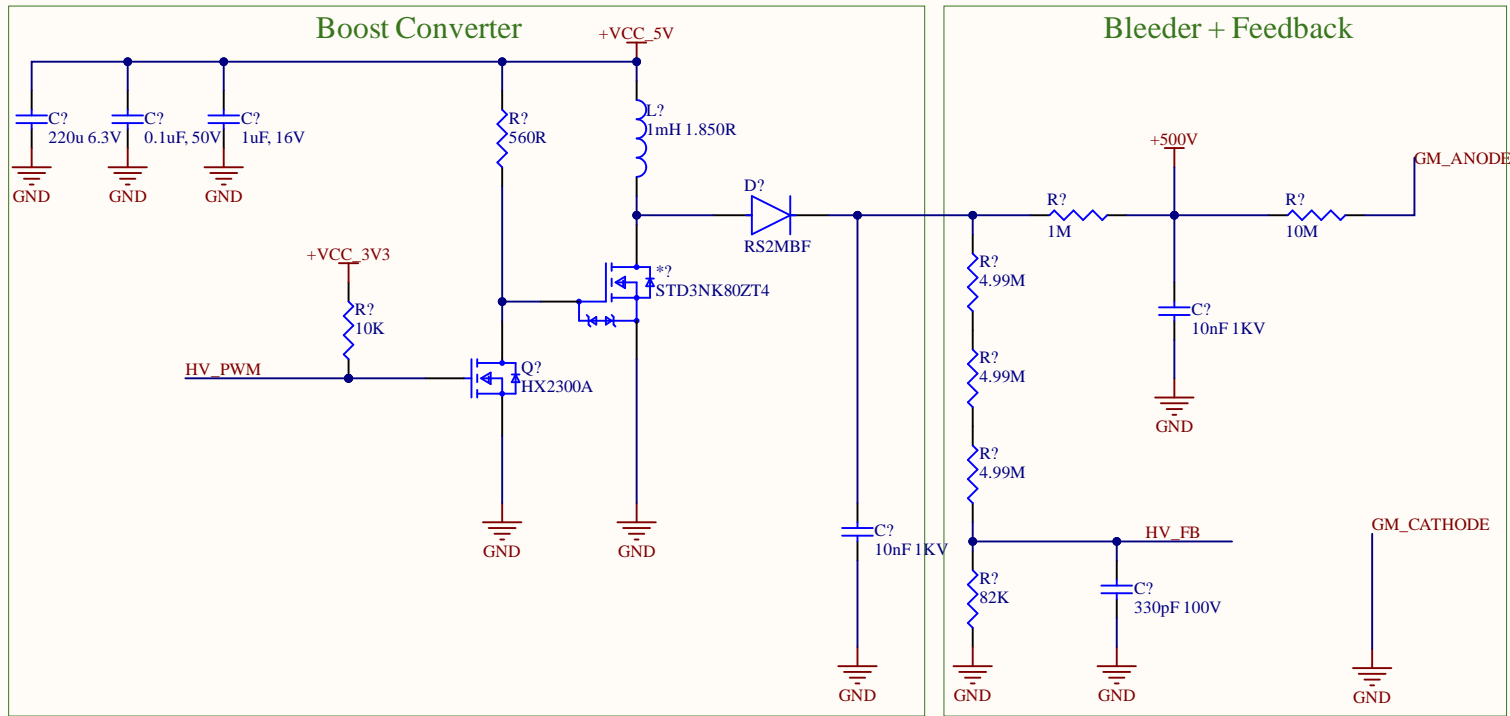 Boost Converter
Bleeder + Feedback
+VCC_5V
C?
220u 6.3V
GND
C?
0.1uF, 50V
GND
C?
1uF, 16V
GND
R?
560R
L?
1mH 1.850R
D?
RS2MBF
+VCC_3V3
R?
10K
HV_PWM
*?
STD3NK80ZT4
Q?
HX2300A
GND
GND
C?
10nF 1KV
GND
+500V
GM_ANODE
R?
1M
R?
10M
R?
4.99M
R?
4.99M
R?
4.99M
C?
10nF 1KV
GND
HV_FB
R?
82K
GND
C?
330pF 100V
GND
GM_CATHODE
GND